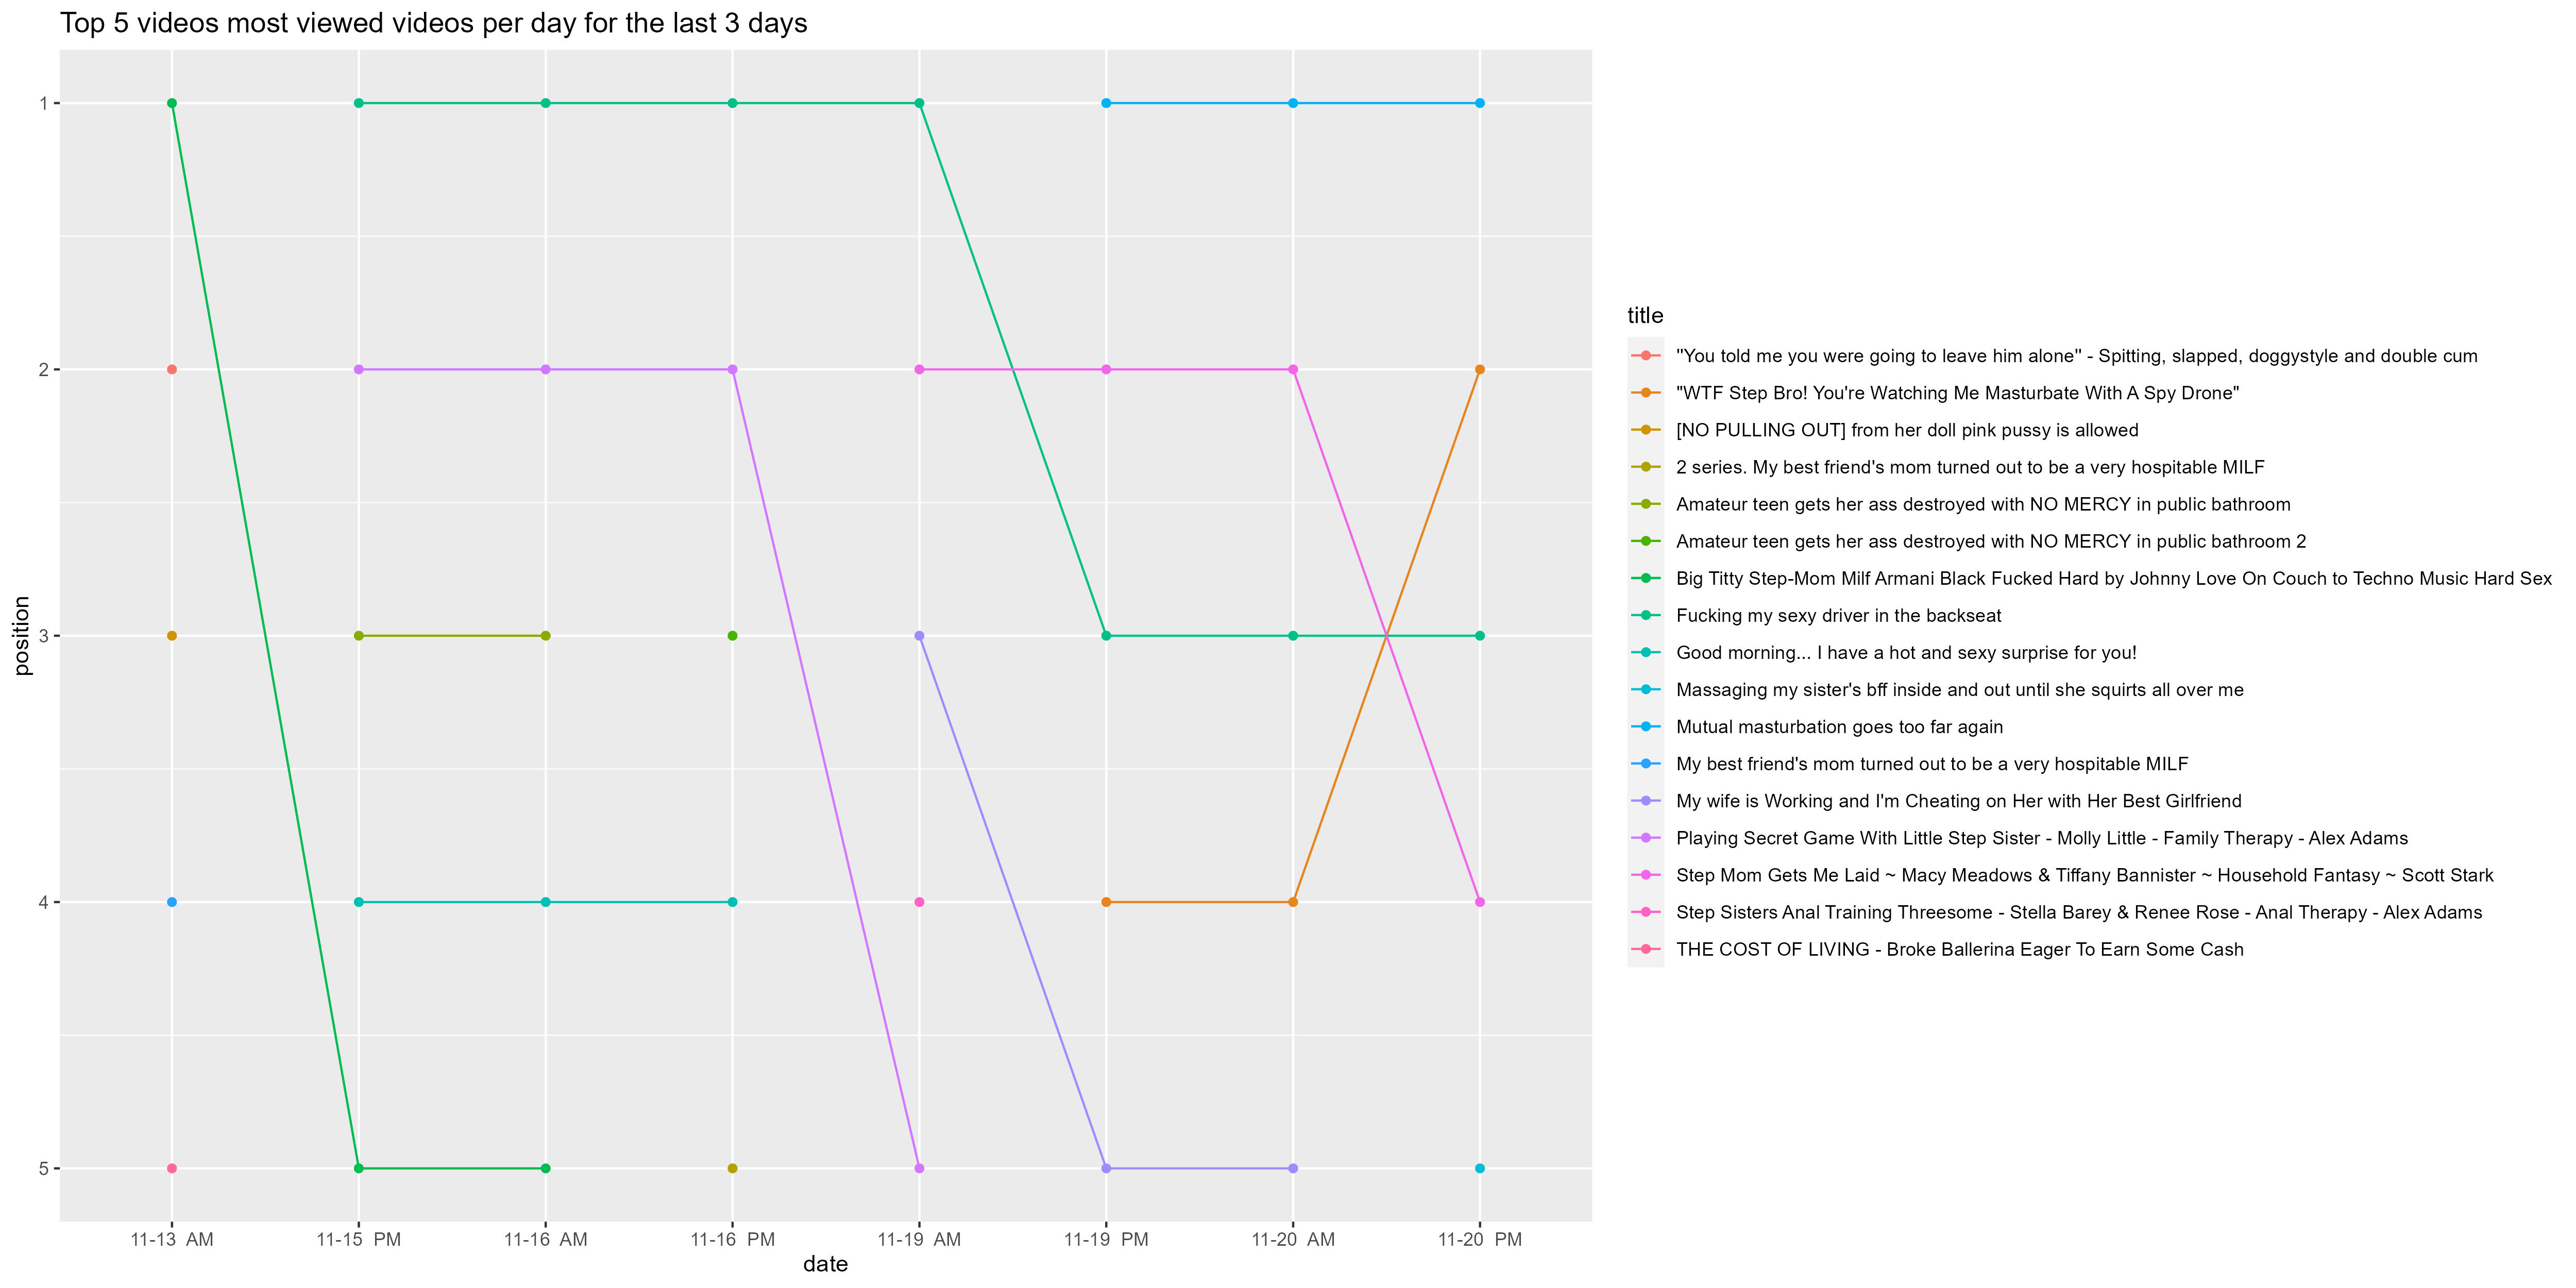 Top 5 videos most viewed videos per day for the last 3 days
position
1
2
3
4
5
11-13 AM
11-15 PM
11-16 AM
11-16 PM
11-19 AM
11-19 PM
11-20 AM
11-20 PM
date
title
"You told me you were going to leave him alone" - Spitting, slapped, doggystyle and double cum
"WTF Step Bro! You're Watching Me Masturbate With A Spy Drone"
[NO PULLING OUT] from her doll pink pussy is allowed
2 series. My best friend's mom turned out to be a very hospitable MILF
Amateur teen gets her ass destroyed with NO MERCY in public bathroom
Amateur teen gets her ass destroyed with NO MERCY in public bathroom 2
Big Titty Step-Mom Milf Armani Black Fucked Hard by Johnny Love On Couch to Techno Music Hard Sex
Fucking my sexy driver in the backseat
Good morning... I have a hot and sexy surprise for you!
Massaging my sister's bff inside and out until she squirts all over me
Mutual masturbation goes too far again
My best friend's mom turned out to be a very hospitable MILF
My wife is Working and I'm Cheating on Her with Her Best Girlfriend
Playing Secret Game With Little Step Sister - Molly Little - Family Therapy - Alex Adams
Step Mom Gets Me Laid ~ Macy Meadows & Tiffany Bannister ~ Household Fantasy ~ Scott Stark
Step Sisters Anal Training Threesome - Stella Barey & Renee Rose - Anal Therapy - Alex Adams
THE COST OF LIVING - Broke Ballerina Eager To Earn Some Cash